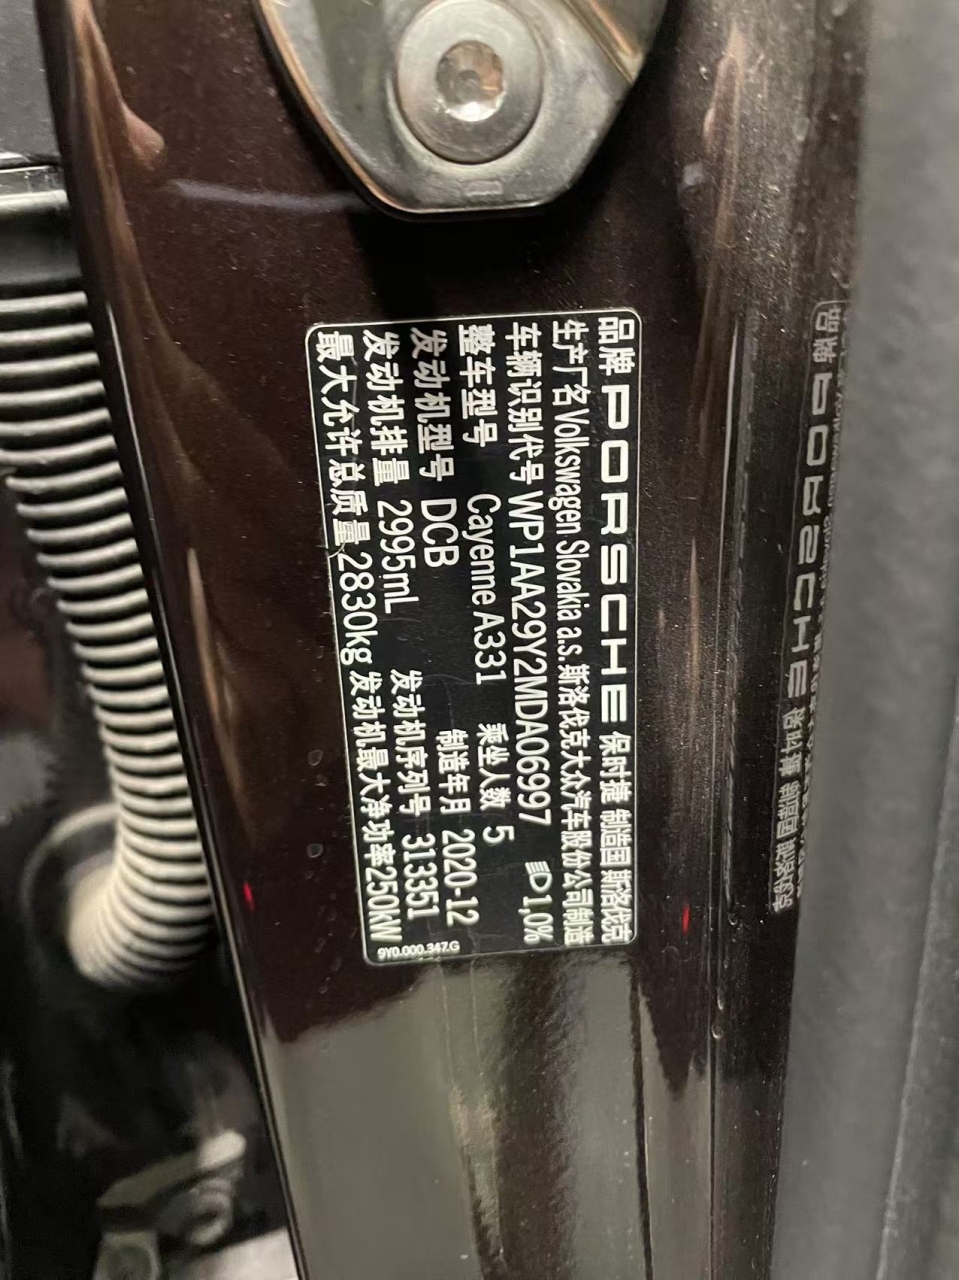 品牌 PORSCHE 保时捷 制造国 斯洛伐克
生产厂名 Volkswagen Slovakia a.s. 斯洛伐克大众汽车股份公司制造
车辆识别代号 WP1AA29Y2MDA06997 1,0%
整车型号 Cayenne A331 乘坐人数 5
发动机型号 DCB 制造年月 2020-12
发动机排量 2995mL 发动机序列号 313351
最大允许总质量 2830kg 发动机最大净功率250kW
9Y0.000.347.G